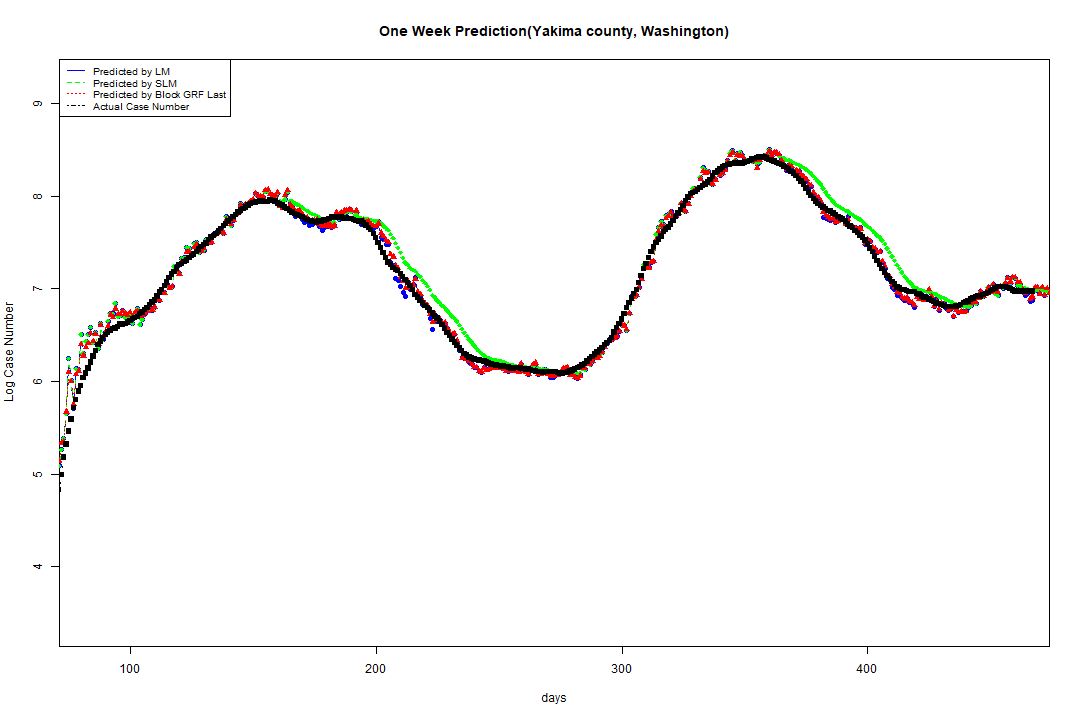 One Week Prediction(Yakima county, Washington)
Predicted by LM
Predicted by SLM
Predicted by Block GRF Last
Actual Case Number
9
8
7
6
5
4
Log Case Number
100 200 300 400
days